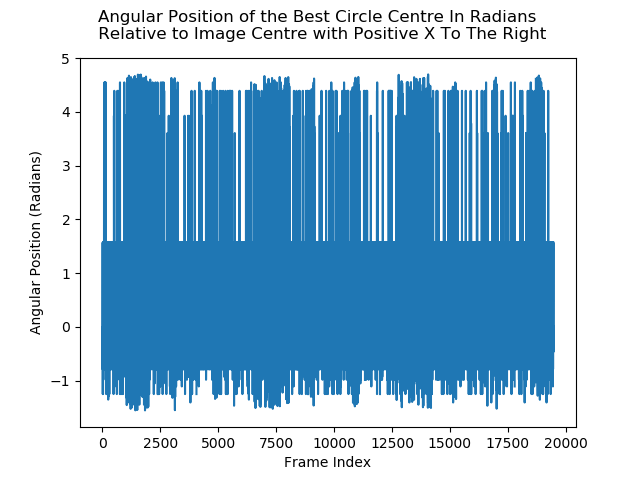 Angular Position of the Best Circle Centre In Radians
Relative to Image Centre with Positive X To The Right
5
4
3
2
1
0
−1
Angular Position (Radians)
0 2500 5000 7500 10000 12500 15000 17500 20000
Frame Index